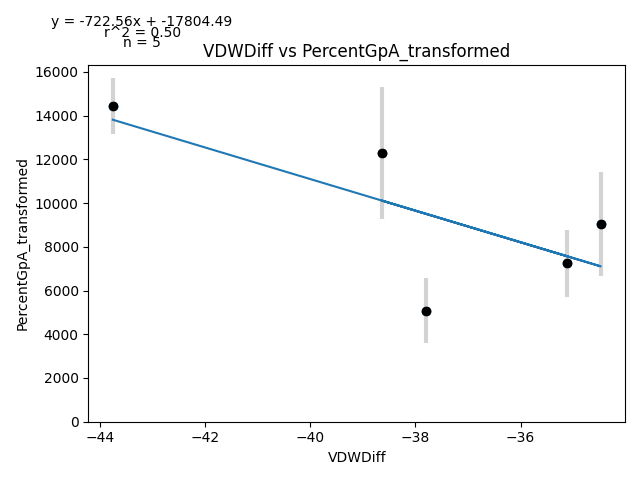 y = -722.56x + -17804.49
r^2 = 0.50
n = 5
VDWDiff vs PercentGpA_transformed
16000
14000
12000
10000
8000
6000
4000
2000
0
PercentGpA_transformed
−44
−42
−40
−38
−36
VDWDiff